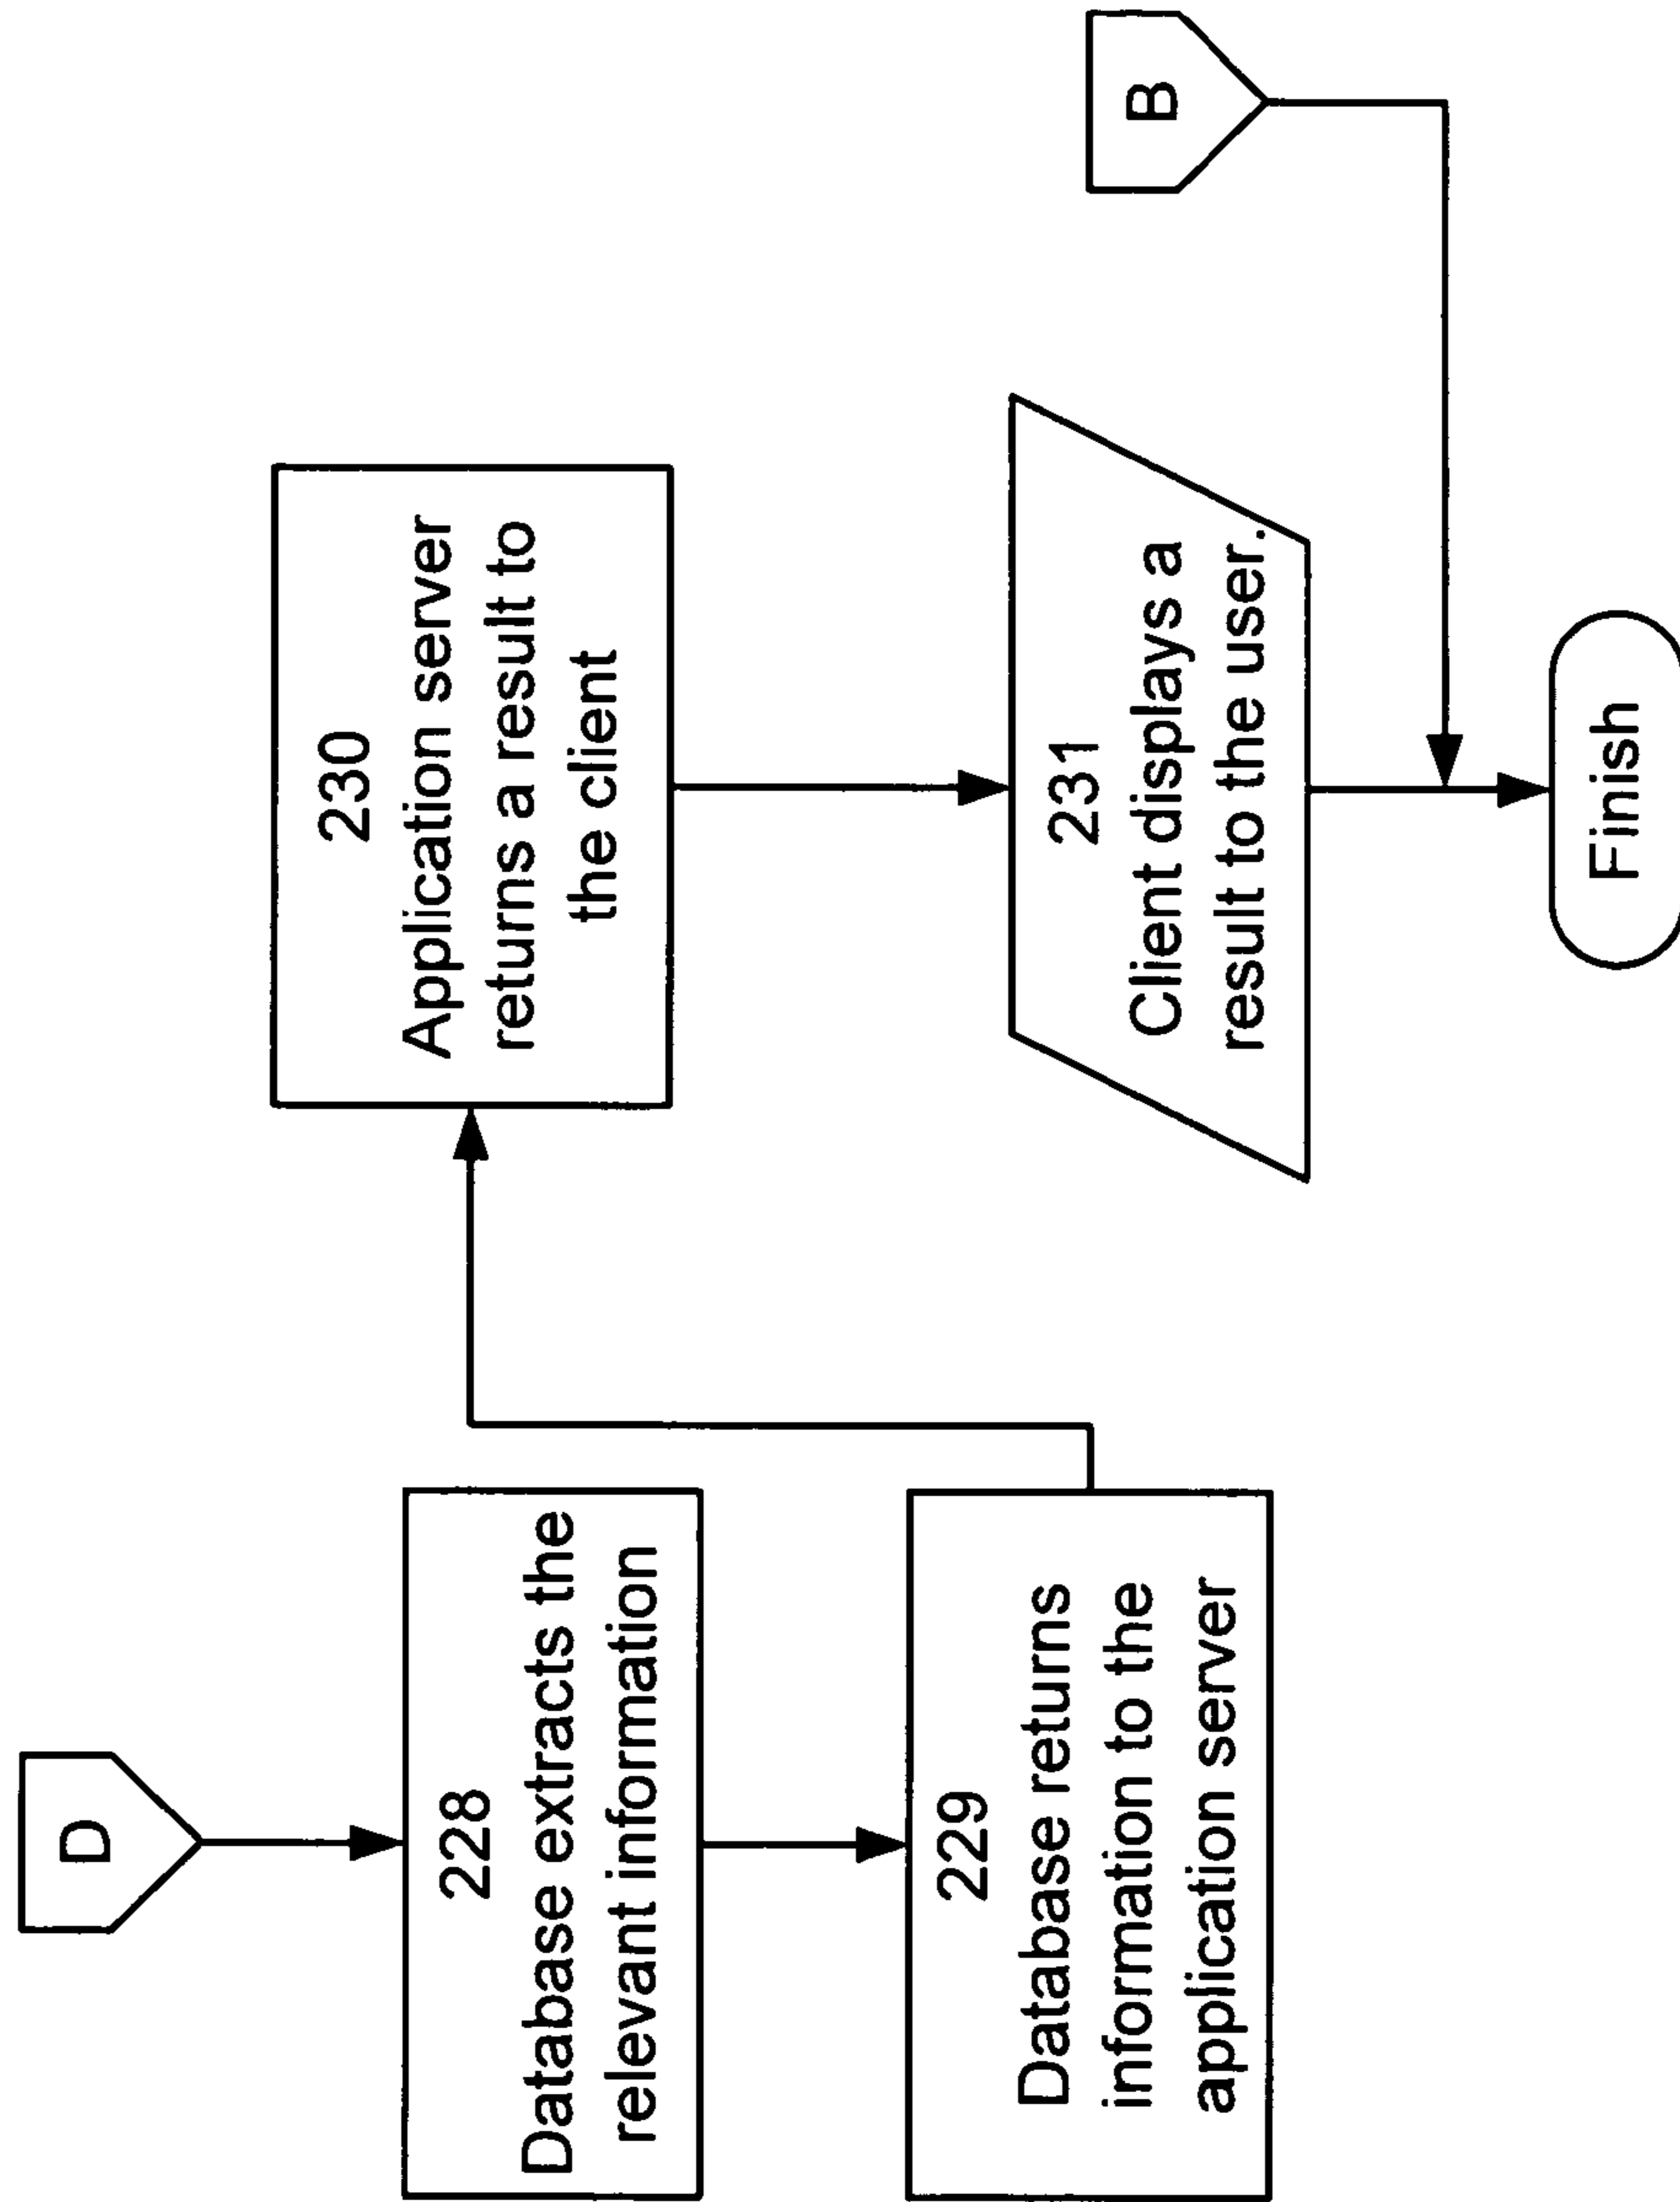 D
228
Database extracts the
relevant information
229
Database returns
information to the
application server
230
Application server
returns a result to
the client
231
Client displays a
result to the user.
B
Finish